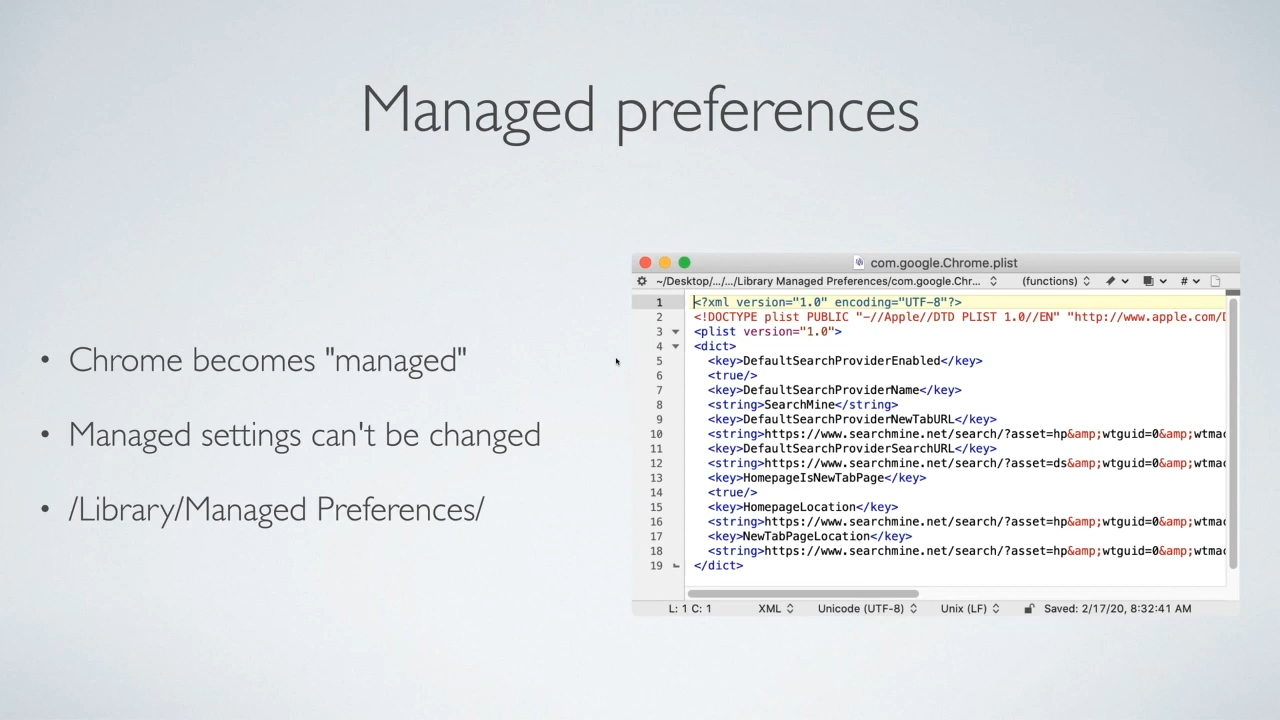 Managed preferences
• Chrome becomes "managed"
• Managed settings can't be changed
• /Library/Managed Preferences/
com.google.Chrome.plist
~/Desktop/.../.../Library Managed Preferences/com.google.Chr... (functions) #
1 <?xml version="1.0" encoding="UTF-8"?>
2 <!DOCTYPE plist PUBLIC "-//Apple//DTD PLIST 1.0//EN" "http://www.apple.com/
3 <plist version="1.0">
4 <dict>
5 <key>DefaultSearchProviderEnabled</key>
6 <true/>
7 <key>DefaultSearchProviderName</key>
8 <string>SearchMine</string>
9 <key>DefaultSearchProviderNewTabURL</key>
10 <string>https://www.searchmine.net/search/?asset=hp&amp;wtguid=0&amp;wtmac
11 <key>DefaultSearchProviderSearchURL</key>
12 <string>https://www.searchmine.net/search/?asset=ds&amp;wtguid=0&amp;wtmac
13 <key>HomepageIsNewTabPage</key>
14 <true/>
15 <key>HomepageLocation</key>
16 <string>https://www.searchmine.net/search/?asset=hp&amp;wtguid=0&amp;wtmac
17 <key>NewTabPageLocation</key>
18 <string>https://www.searchmine.net/search/?asset=hp&amp;wtguid=0&amp;wtmac
19 </dict>
L: 1 C: 1 XML Unicode (UTF-8) Unix (LF) Saved: 2/17/20, 8:32:41 AM